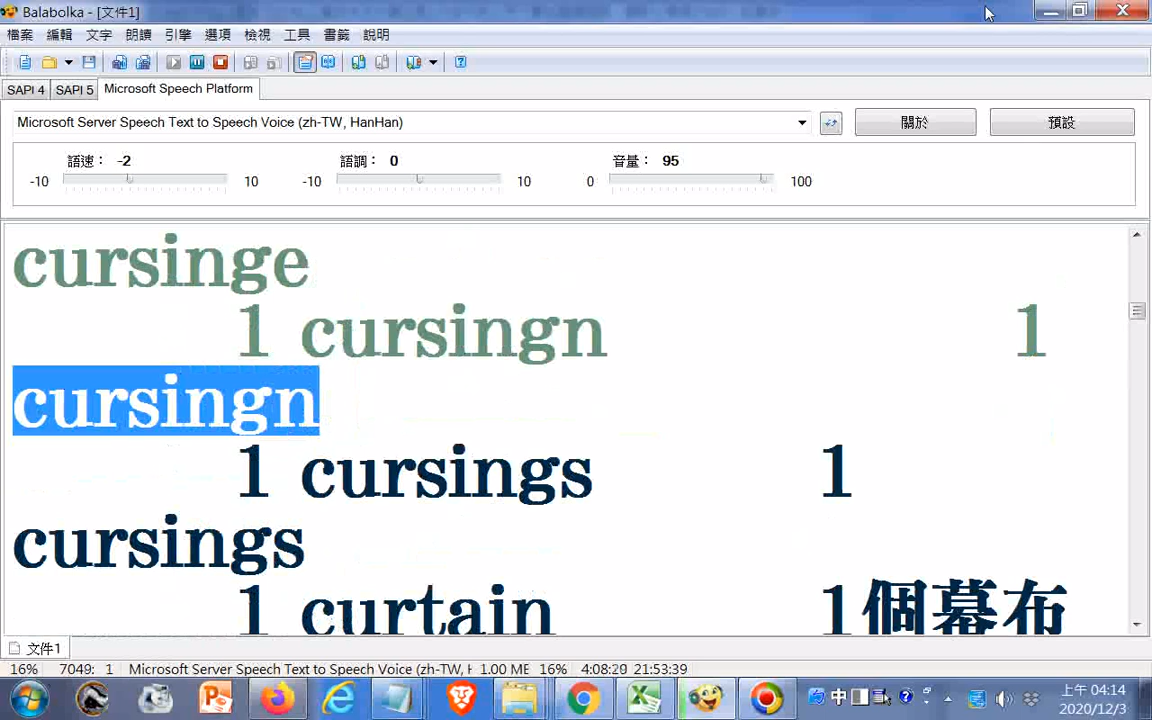 Balabolka - [文件1]
檔案 編輯 文字 朗讀 引擎 選項 檢視 工具 書籤 說明
SAPI 4 SAPI 5 Microsoft Speech Platform
Microsoft Server Speech Text to Speech Voice (zh-TW, HanHan) 關於 預設
語速： -2 語調： 0 音量： 95
-10 10 -10 10 0 100
cursinge
1 cursingn 1
cursingn
1 cursings 1
cursings
1 curtain 1個幕布
文件1
16% 7049: 1 Microsoft Server Speech Text to Speech Voice (zh-TW, H 1.00 ME 16% 4:08:20 21:53:39
中 上午 04:14
2020/12/3